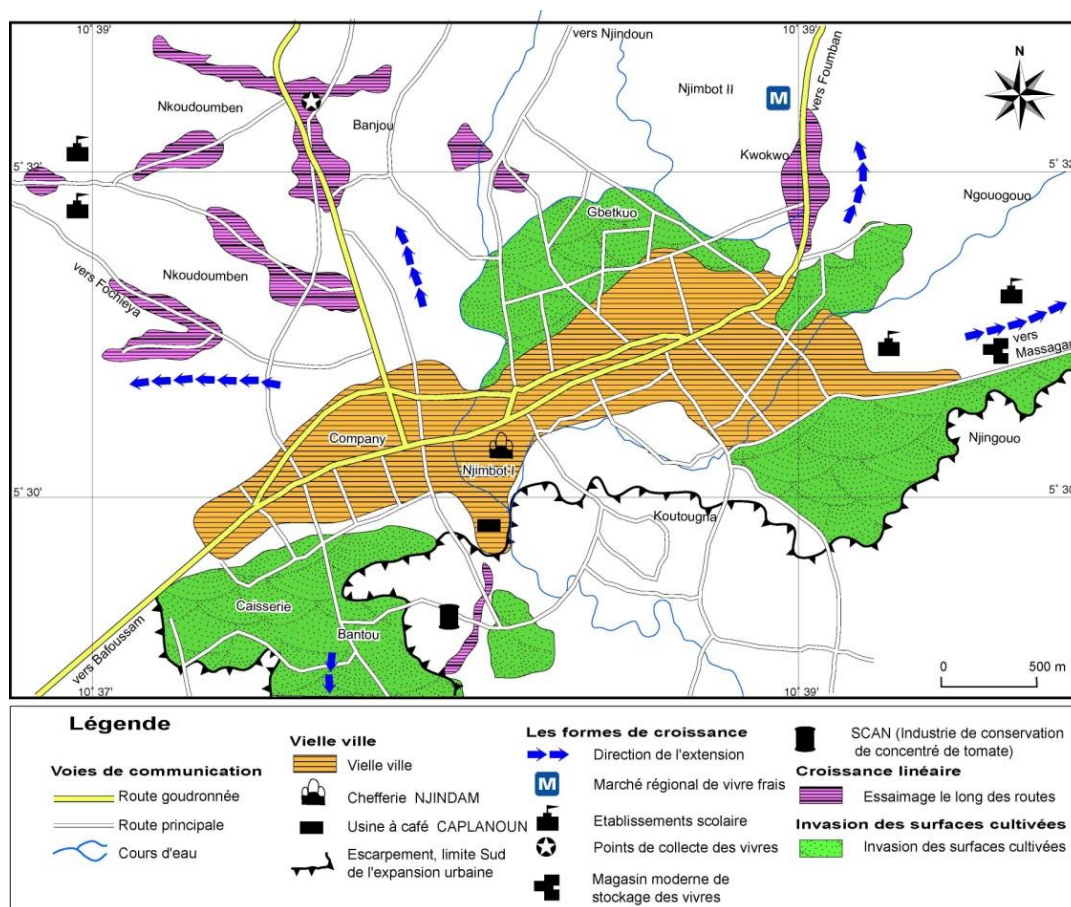 10° 39'
10° 39'
vers Njindoun
vers Foumban
N
Njimbot II
M
Nkoudoumben
Banjou
5° 32'
5° 32'
Kwokwo
Ngouogouo
Gbetkuo
Nkoudoumben
vers Fochieya
vers
Massagam
Company
Njimbot I
Njingouo
5° 30'
5° 30'
Koutougna
Caisserie
Bantou
vers Bafoussam
0 500 m
10° 37'
10° 39'
Légende
Voies de communication
Route goudronnée
Route principale
Cours d'eau
Vielle ville
Vielle ville
Chefferie NJINDAM
Usine à café CAPLANOUN
Escarpement, limite Sud
de l'expansion urbaine
Les formes de croissance
Direction de l'extension
M
Marché régional de vivre frais
Etablissements scolaire
Points de collecte des vivres
Magasin moderne de
stockage des vivres
SCAN (Industrie de conservation
de concentré de tomate)
Croissance linéaire
Essaimage le long des routes
Invasion des surfaces cultivées
Invasion des surfaces cultivées